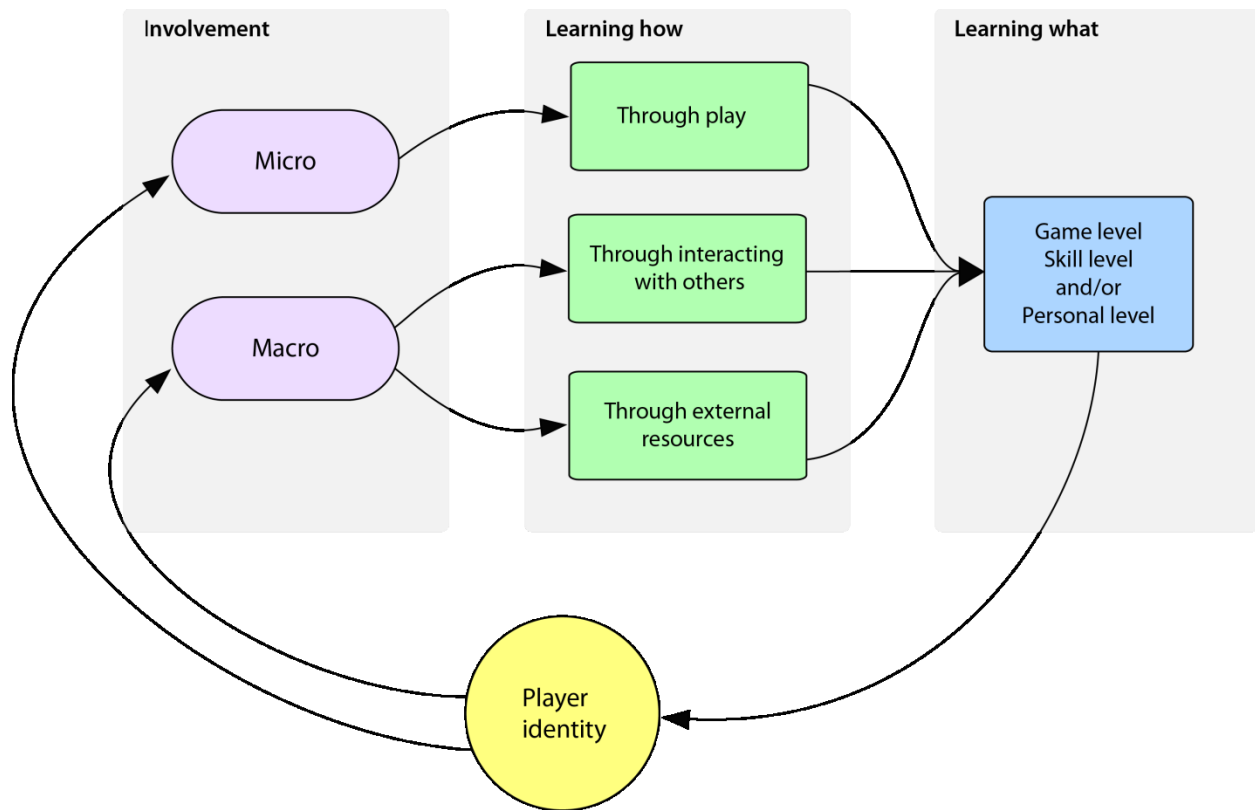 Involvement
Learning how
Learning what
Micro
Macro
Through play
Through interacting
with others
Through external
resources
Game level
Skill level
and/or
Personal level
Player
identity